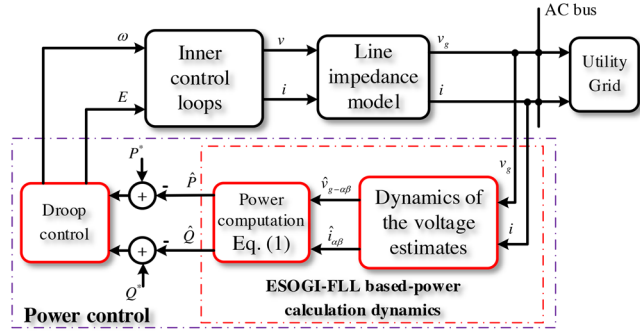 AC bus
ω
Inner
control
loops
v
i
Line
impedance
model
v_g
i
Utility
Grid
E
P*
v_g
i
Droop
control
+
-
P̂
+
-
Q̂
Q*
Power
computation
Eq. (1)
v̂_{g-αβ}
î_{αβ}
Dynamics of
the voltage
estimates
ESOGI-FLL based-power
calculation dynamics
Power control